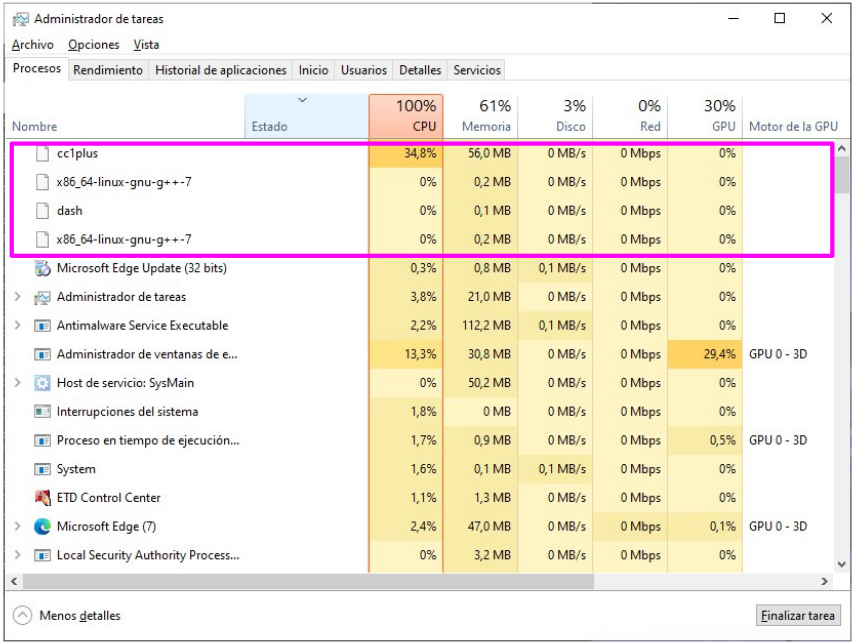 Administrador de tareas
Archivo Opciones Vista
Procesos Rendimiento Historial de aplicaciones Inicio Usuarios Detalles Servicios
100% 61% 3% 0% 30%
Nombre Estado CPU Memoria Disco Red GPU Motor de la GPU
cc1plus 34,8% 56,0 MB 0 MB/s 0 Mbps 0%
x86_64-linux-gnu-g++-7 0% 0,2 MB 0 MB/s 0 Mbps 0%
dash 0% 0,1 MB 0 MB/s 0 Mbps 0%
x86_64-linux-gnu-g++-7 0% 0,2 MB 0 MB/s 0 Mbps 0%
Microsoft Edge Update (32 bits) 0,3% 0,8 MB 0,1 MB/s 0 Mbps 0%
Administrador de tareas 3,8% 21,0 MB 0 MB/s 0 Mbps 0%
Antimalware Service Executable 2,2% 112,2 MB 0,1 MB/s 0 Mbps 0%
Administrador de ventanas de e... 13,3% 30,8 MB 0 MB/s 0 Mbps 29,4% GPU 0 - 3D
Host de servicio: SysMain 0% 50,2 MB 0 MB/s 0 Mbps 0%
Interrupciones del sistema 1,8% 0 MB 0 MB/s 0 Mbps 0%
Proceso en tiempo de ejecución... 1,7% 0,9 MB 0 MB/s 0 Mbps 0,5% GPU 0 - 3D
System 1,6% 0,1 MB 0,1 MB/s 0 Mbps 0%
ETD Control Center 1,1% 1,3 MB 0 MB/s 0 Mbps 0%
Microsoft Edge (7) 2,4% 47,0 MB 0 MB/s 0 Mbps 0,1% GPU 0 - 3D
Local Security Authority Process... 0% 3,2 MB 0 MB/s 0 Mbps 0%
Menos detalles Finalizar tarea